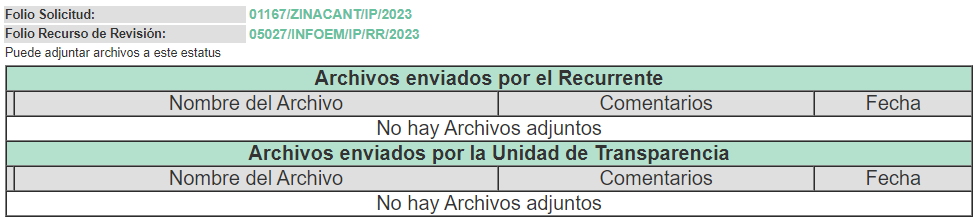 Folio Solicitud: 01167/ZINACANT/IP/2023
Folio Recurso de Revisión: 05027/INFOEM/IP/RR/2023
Puede adjuntar archivos a este estatus
Archivos enviados por el Recurrente
Nombre del Archivo Comentarios Fecha
No hay Archivos adjuntos
Archivos enviados por la Unidad de Transparencia
Nombre del Archivo Comentarios Fecha
No hay Archivos adjuntos